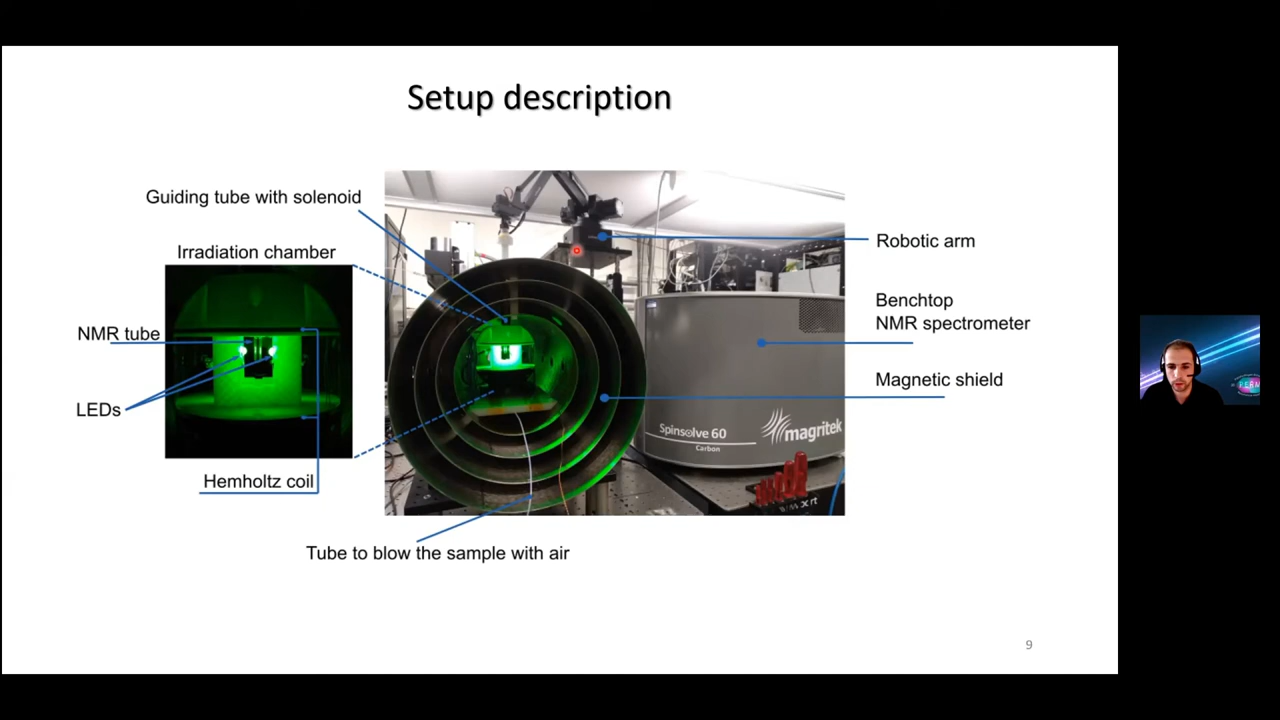 Setup description
Guiding tube with solenoid
Irradiation chamber
NMR tube
LEDs
Hemholtz coil
Tube to blow the sample with air
Robotic arm
Benchtop
NMR spectrometer
Magnetic shield
Spinsolve 60
Carbon
magritek
PERM
9